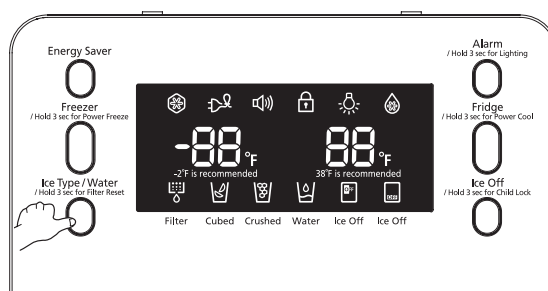 Energy Saver
Alarm
/ Hold 3 sec for Lighting
Freezer
/ Hold 3 sec for Power Freeze
Fridge
/ Hold 3 sec for Power Cool
-88°F
88°F
-2°F is recommended
38°F is recommended
Ice Type / Water
/ Hold 3 sec for Filter Reset
Ice Off
/ Hold 3 sec for Child Lock
Filter Cubed Crushed Water Ice Off Ice Off